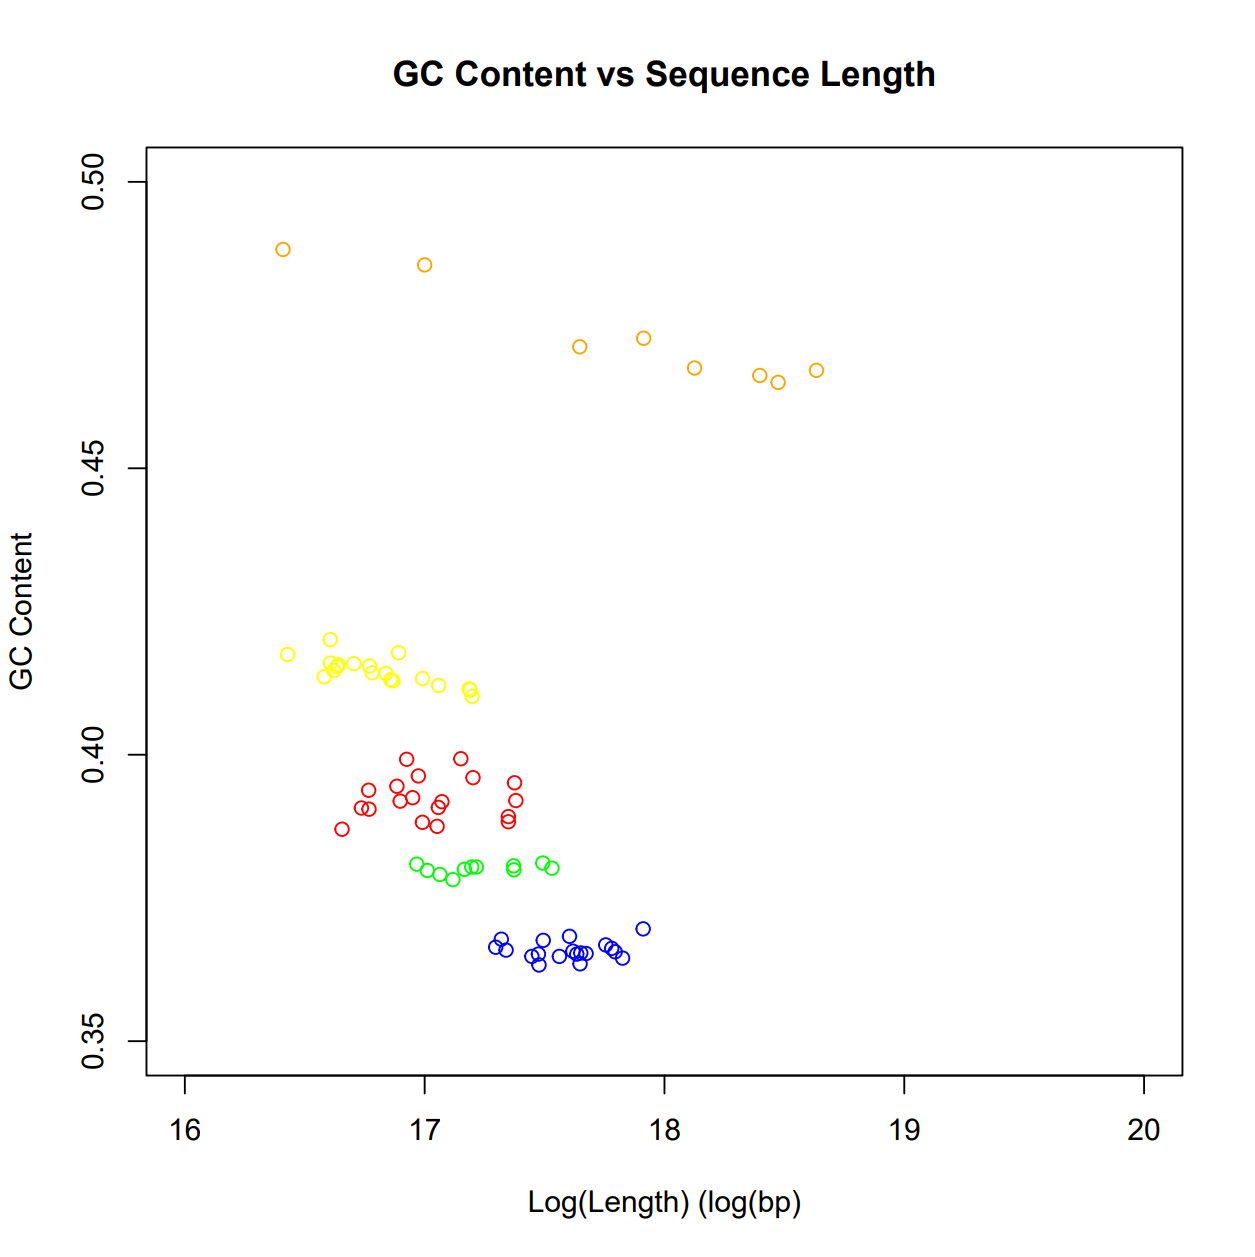 GC Content vs Sequence Length
0.50
0.45
0.40
0.35
GC Content
16 17 18 19 20
Log(Length) (log(bp)